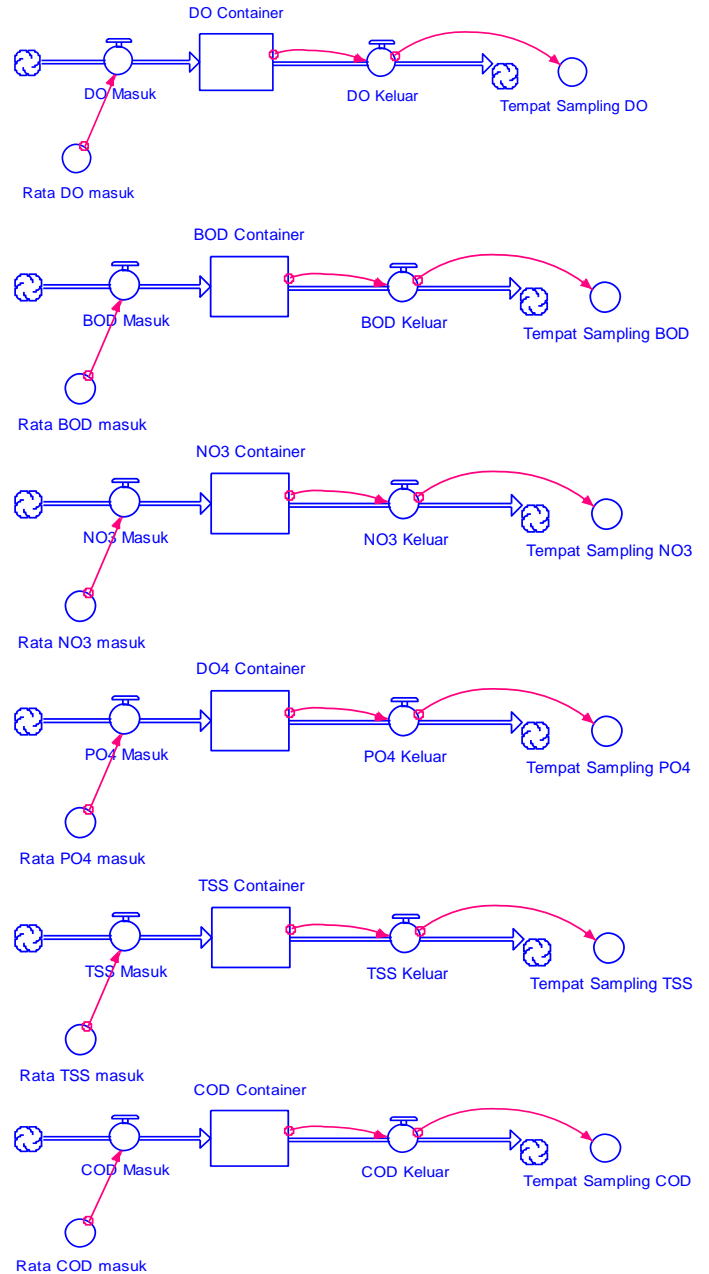 DO Container
DO Masuk
DO Keluar
Tempat Sampling DO
Rata DO masuk
BOD Container
BOD Masuk
BOD Keluar
Tempat Sampling BOD
Rata BOD masuk
NO3 Container
NO3 Masuk
NO3 Keluar
Tempat Sampling NO3
Rata NO3 masuk
DO4 Container
PO4 Masuk
PO4 Keluar
Tempat Sampling PO4
Rata PO4 masuk
TSS Container
TSS Masuk
TSS Keluar
Tempat Sampling TSS
Rata TSS masuk
COD Container
COD Masuk
COD Keluar
Tempat Sampling COD
Rata COD masuk